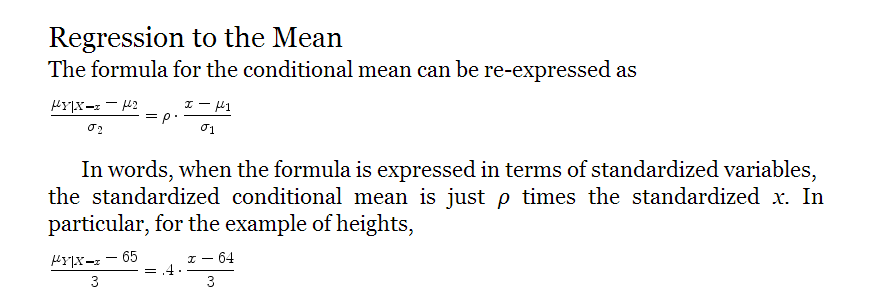 Regression to the Mean
The formula for the conditional mean can be re-expressed as
μY|X−x − μ2 / σ2 = ρ · x − μ1 / σ1
In words, when the formula is expressed in terms of standardized variables,
the standardized conditional mean is just ρ times the standardized x. In
particular, for the example of heights,
μY|X−x − 65 / 3 = .4 · x − 64 / 3